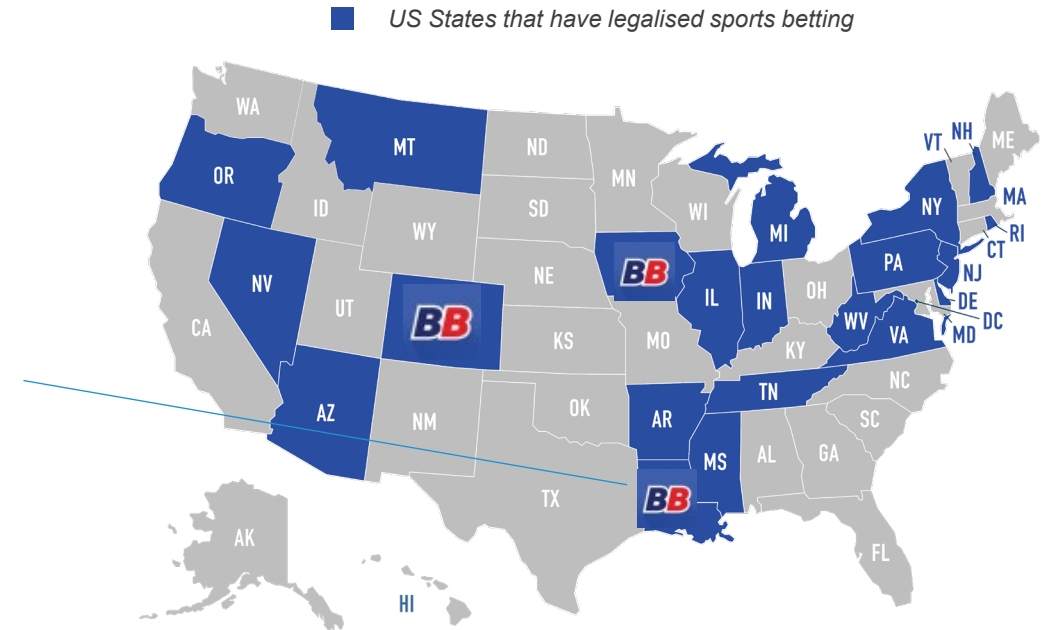 US States that have legalised sports betting
WA
MT
ND
MN
VT
NH
ME
OR
ID
SD
WI
MI
NY
MA
RI
CT
WY
BB
PA
NJ
NV
UT
NE
IL
IN
OH
DE
DC
MD
CA
BB
KS
MO
WV
VA
KY
AZ
NM
OK
AR
TN
NC
SC
MS
AL
GA
TX
BB
AK
HI
FL